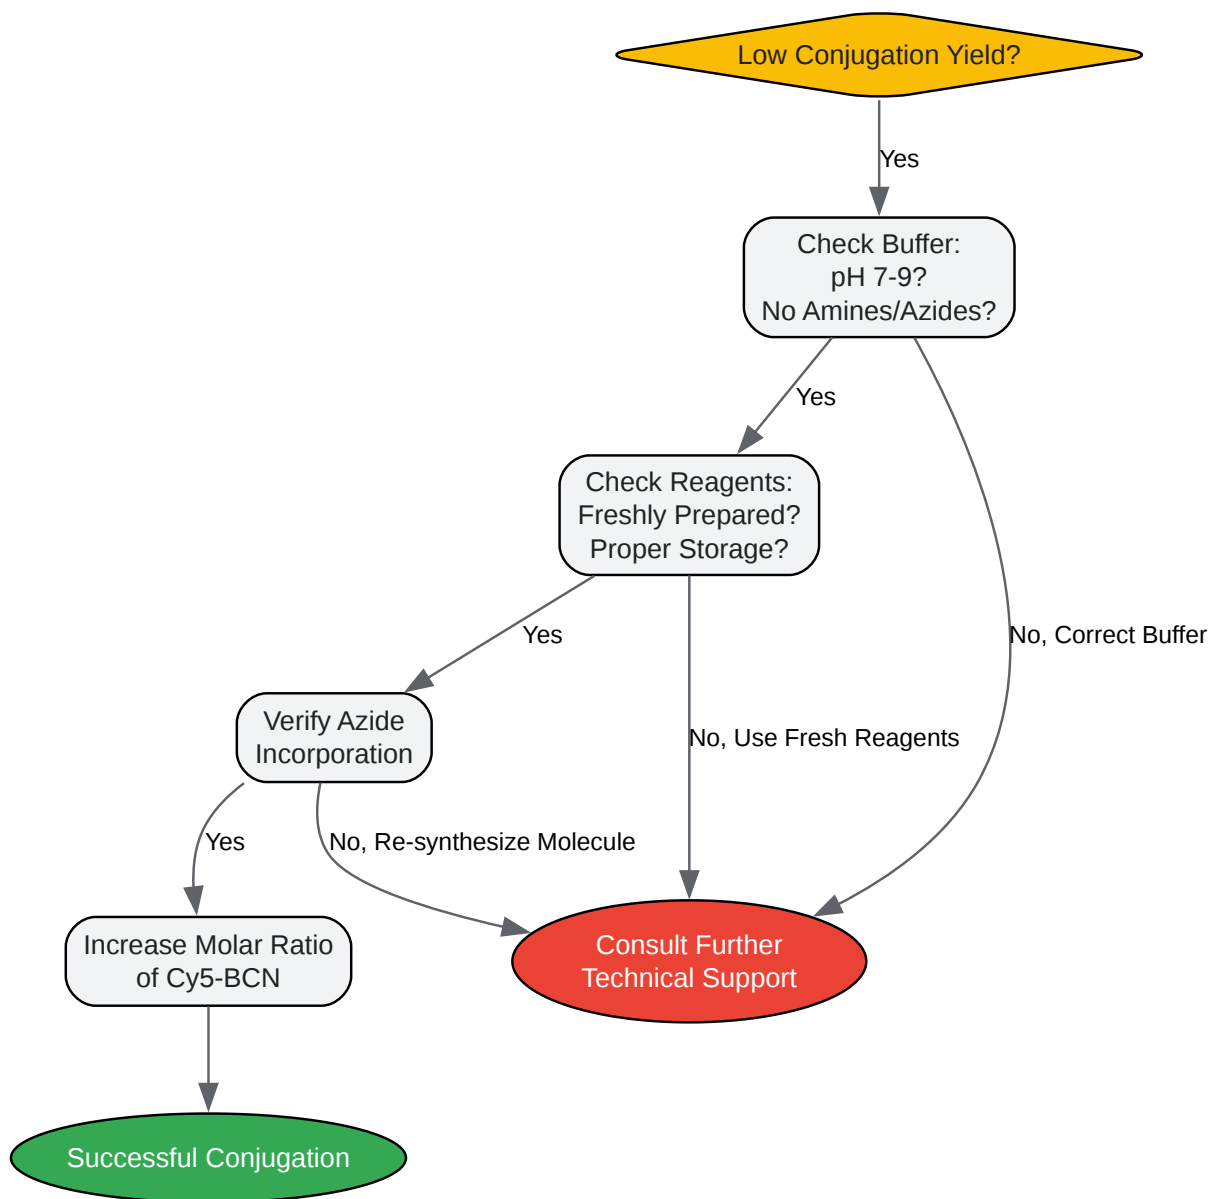 Low Conjugation Yield?
Yes
Check Buffer:
pH 7-9?
No Amines/Azides?
Yes
Check Reagents:
Freshly Prepared?
Proper Storage?
Yes
No, Correct Buffer
Verify Azide
Incorporation
No, Use Fresh Reagents
Yes
No, Re-synthesize Molecule
Increase Molar Ratio
of Cy5-BCN
Consult Further
Technical Support
Successful Conjugation